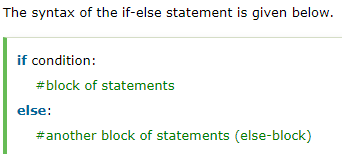 The syntax of the if-else statement is given below.
if condition:
#block of statements
else:
#another block of statements (else-block)